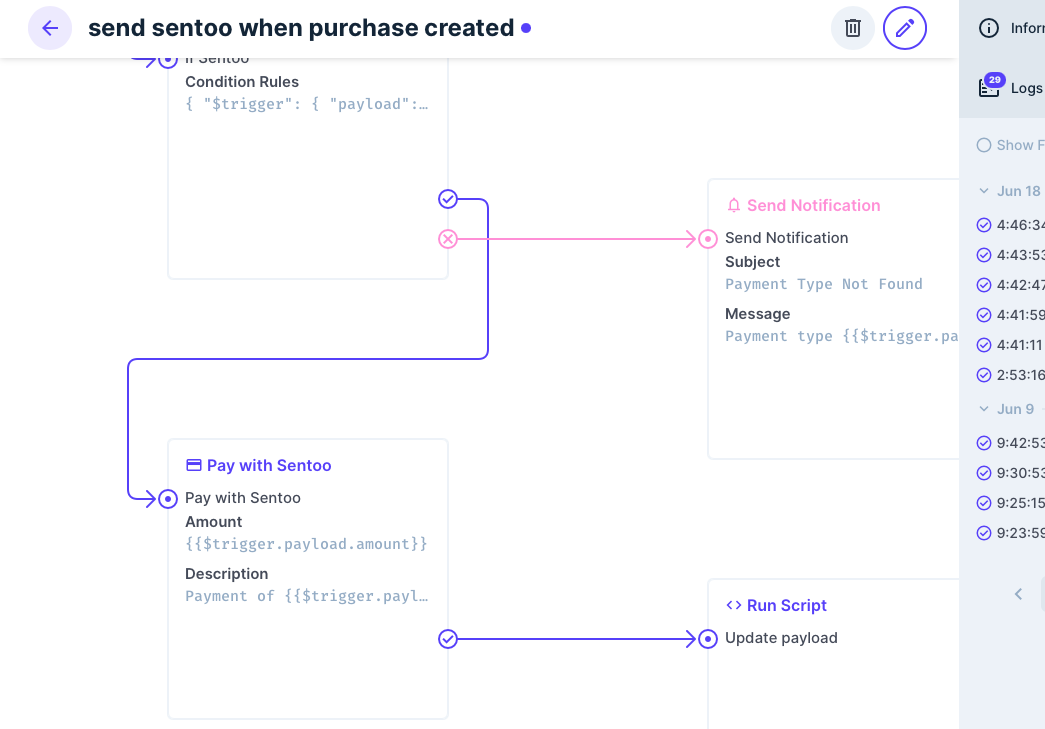 send sentoo when purchase created
If Sentoo
Condition Rules
{ "$trigger": { "payload":…
Send Notification
Send Notification
Subject
Payment Type Not Found
Message
Payment type {{$trigger.pa
Pay with Sentoo
Pay with Sentoo
Amount
{{$trigger.payload.amount}}
Description
Payment of {{$trigger.payl…
Run Script
Update payload
Infor
29
Logs
Show F
Jun 18
4:46:34
4:43:53
4:42:47
4:41:59
4:41:11
2:53:16
Jun 9
9:42:53
9:30:53
9:25:15
9:23:59